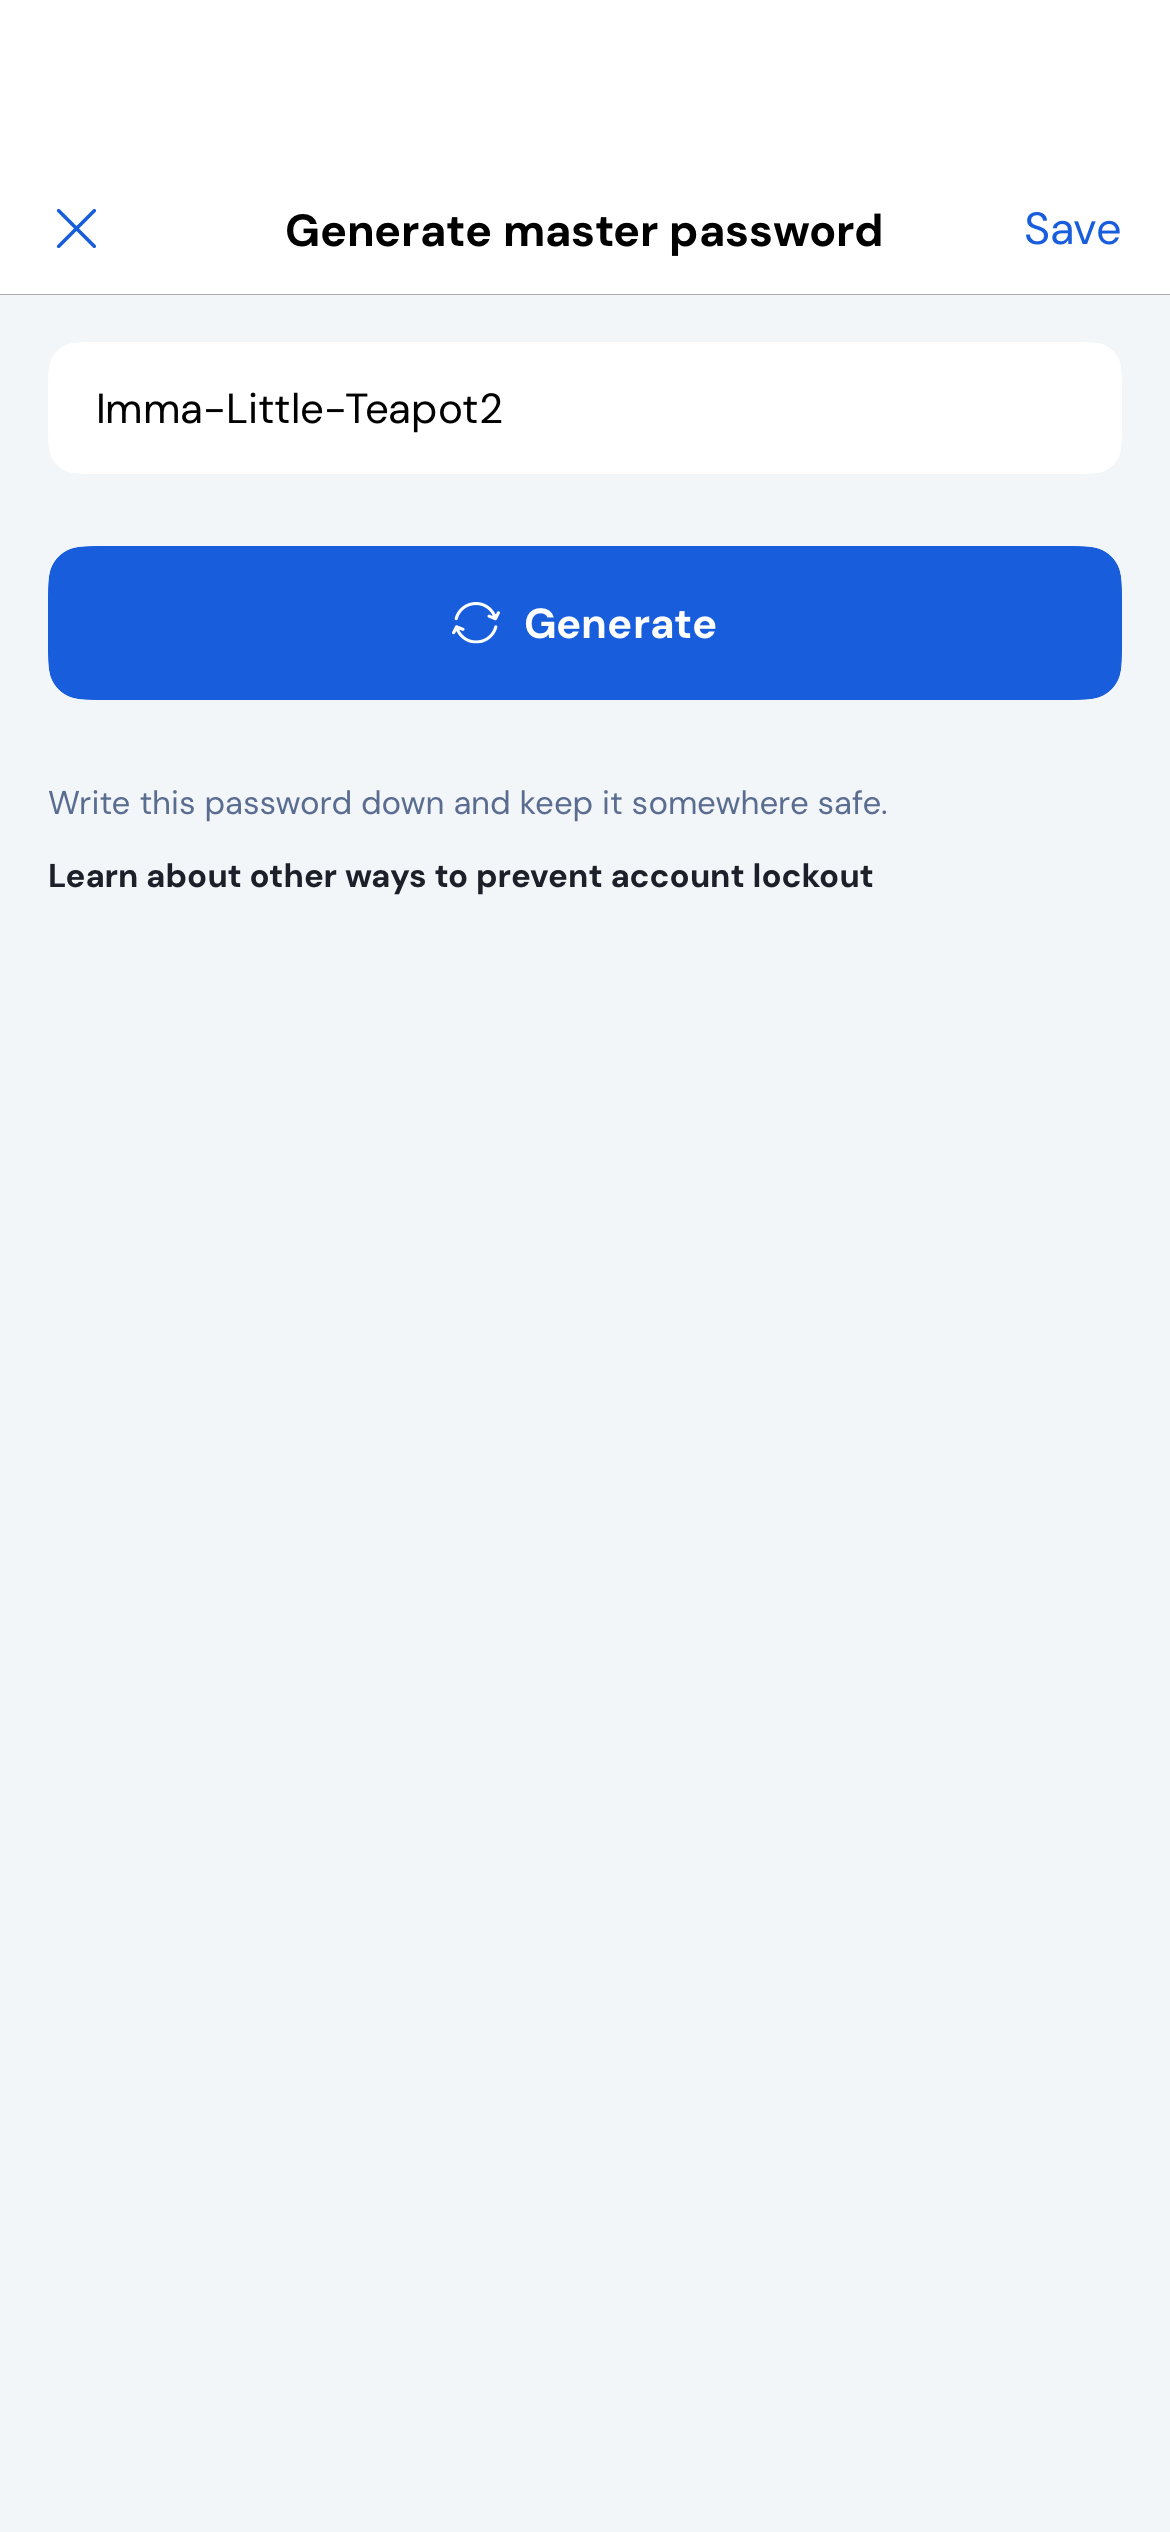 Generate master password
Save
Imma-Little-Teapot2
Generate
Write this password down and keep it somewhere safe.
Learn about other ways to prevent account lockout